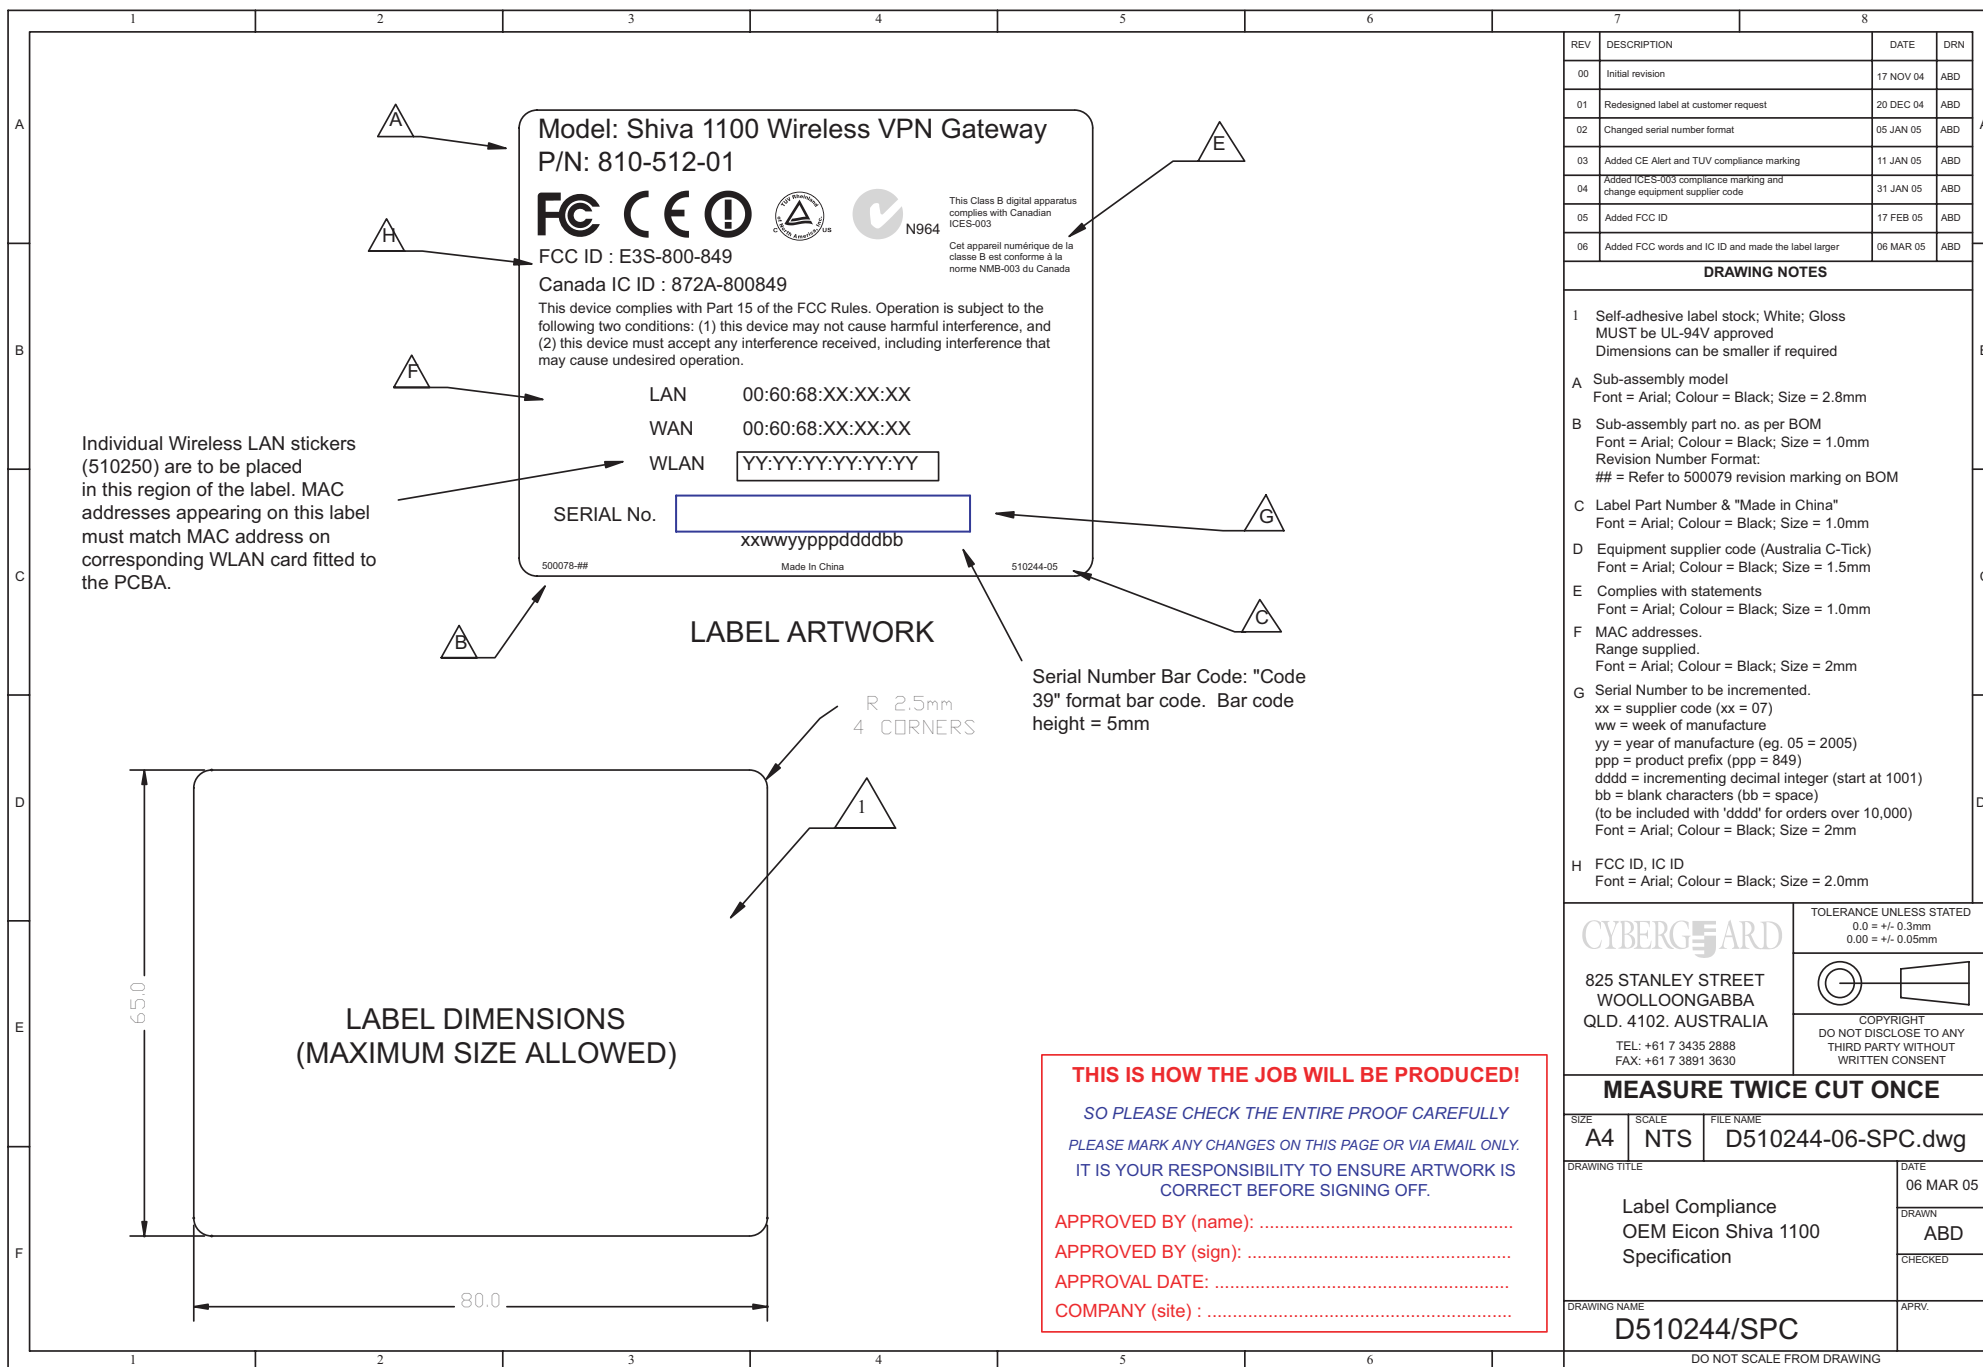 1 2 3 4 5 6 7 8
A
B
C
D
E
F
A
Model: Shiva 1100 Wireless VPN Gateway
P/N: 810-512-01
E
FC CE
TUV Rheinland
of North America, Inc.
C US
N964
This Class B digital apparatus
complies with Canadian
ICES-003
Cet appareil numérique de la
classe B est conforme à la
norme NMB-003 du Canada
H
FCC ID : E3S-800-849
Canada IC ID : 872A-800849
This device complies with Part 15 of the FCC Rules. Operation is subject to the
following two conditions: (1) this device may not cause harmful interference, and
(2) this device must accept any interference received, including interference that
may cause undesired operation.
F
LAN 00:60:68:XX:XX:XX
WAN 00:60:68:XX:XX:XX
WLAN YY:YY:YY:YY:YY:YY
SERIAL No.
xxwwyypppddddbb
500078-## Made In China 510244-05
G
C
B
Individual Wireless LAN stickers
(510250) are to be placed
in this region of the label. MAC
addresses appearing on this label
must match MAC address on
corresponding WLAN card fitted to
the PCBA.
LABEL ARTWORK
Serial Number Bar Code: "Code
39" format bar code. Bar code
height = 5mm
R 2.5mm
4 CORNERS
1
65.0
LABEL DIMENSIONS
(MAXIMUM SIZE ALLOWED)
80.0
THIS IS HOW THE JOB WILL BE PRODUCED!
SO PLEASE CHECK THE ENTIRE PROOF CAREFULLY
PLEASE MARK ANY CHANGES ON THIS PAGE OR VIA EMAIL ONLY.
IT IS YOUR RESPONSIBILITY TO ENSURE ARTWORK IS
CORRECT BEFORE SIGNING OFF.
APPROVED BY (name): ..............................................
APPROVED BY (sign): ................................................
APPROVAL DATE: ......................................................
COMPANY (site) : .......................................................
REV DESCRIPTION DATE DRN
00 Initial revision 17 NOV 04 ABD
01 Redesigned label at customer request 20 DEC 04 ABD
02 Changed serial number format 05 JAN 05 ABD
03 Added CE Alert and TUV compliance marking 11 JAN 05 ABD
04 Added ICES-003 compliance marking and
change equipment supplier code 31 JAN 05 ABD
05 Added FCC ID 17 FEB 05 ABD
06 Added FCC words and IC ID and made the label larger 06 MAR 05 ABD
DRAWING NOTES
1 Self-adhesive label stock; White; Gloss
MUST be UL-94V approved
Dimensions can be smaller if required
A Sub-assembly model
Font = Arial; Colour = Black; Size = 2.8mm
B Sub-assembly part no. as per BOM
Font = Arial; Colour = Black; Size = 1.0mm
Revision Number Format:
## = Refer to 500079 revision marking on BOM
C Label Part Number & "Made in China"
Font = Arial; Colour = Black; Size = 1.0mm
D Equipment supplier code (Australia C-Tick)
Font = Arial; Colour = Black; Size = 1.5mm
E Complies with statements
Font = Arial; Colour = Black; Size = 1.0mm
F MAC addresses.
Range supplied.
Font = Arial; Colour = Black; Size = 2mm
G Serial Number to be incremented.
xx = supplier code (xx = 07)
ww = week of manufacture
yy = year of manufacture (eg. 05 = 2005)
ppp = product prefix (ppp = 849)
dddd = incrementing decimal integer (start at 1001)
bb = blank characters (bb = space)
(to be included with 'dddd' for orders over 10,000)
Font = Arial; Colour = Black; Size = 2mm
H FCC ID, IC ID
Font = Arial; Colour = Black; Size = 2.0mm
CYBERGUARD
825 STANLEY STREET
WOOLLOONGABBA
QLD. 4102. AUSTRALIA
TEL: +61 7 3435 2888
FAX: +61 7 3891 3630
TOLERANCE UNLESS STATED
0.0 = +/- 0.3mm
0.00 = +/- 0.05mm
COPYRIGHT
DO NOT DISCLOSE TO ANY
THIRD PARTY WITHOUT
WRITTEN CONSENT
MEASURE TWICE CUT ONCE
SIZE SCALE FILE NAME
A4 NTS D510244-06-SPC.dwg
DRAWING TITLE
Label Compliance
OEM Eicon Shiva 1100
Specification
DATE
06 MAR 05
DRAWN
ABD
CHECKED
DRAWING NAME
D510244/SPC
APRV.
DO NOT SCALE FROM DRAWING
1 2 3 4 5 6